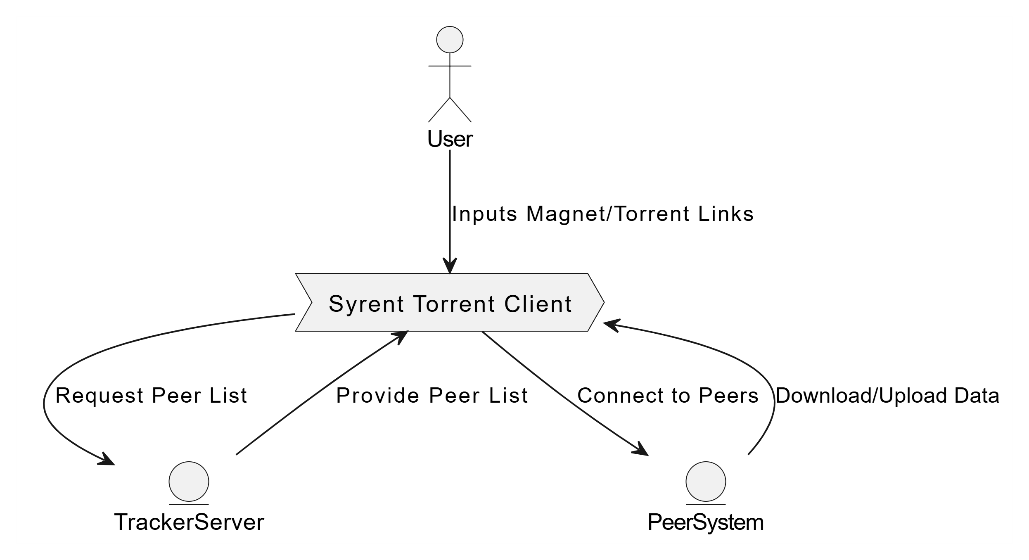 User
Inputs Magnet/Torrent Links
Syrent Torrent Client
Request Peer List
Provide Peer List
Connect to Peers
Download/Upload Data
TrackerServer
PeerSystem